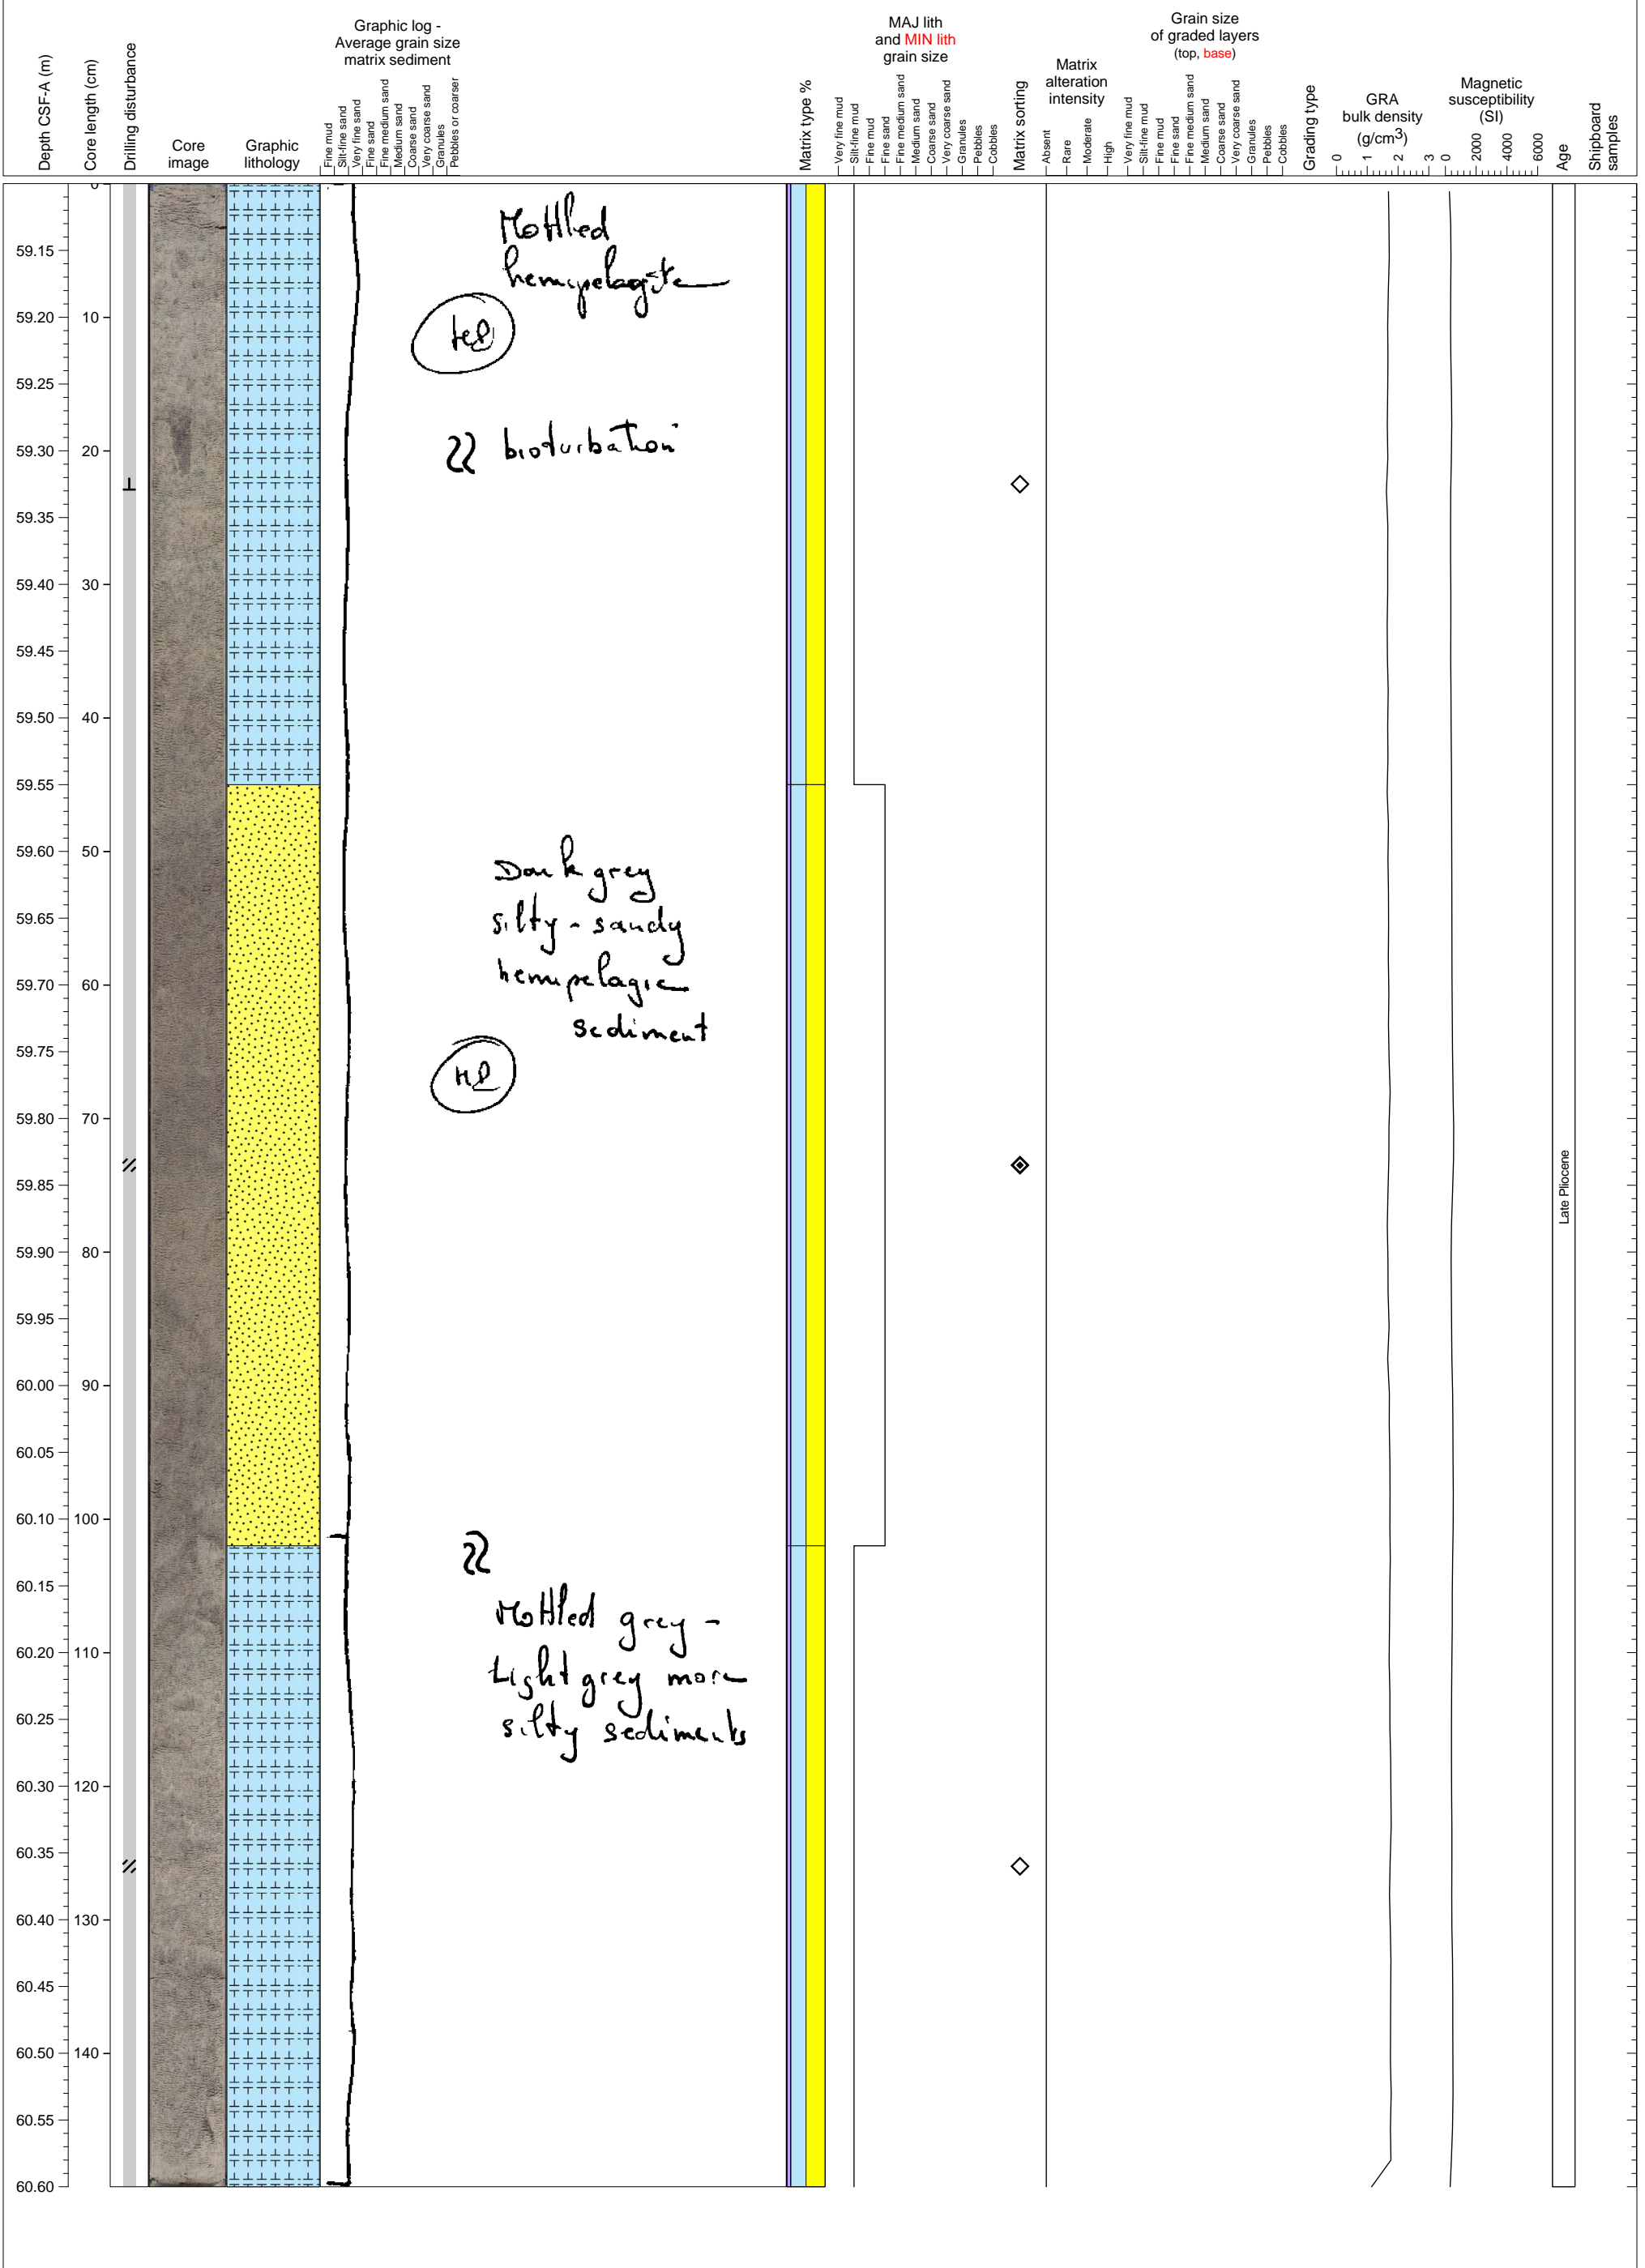 Depth CSF-A (m)
Core length (cm)
Drilling disturbance
Core
image
Graphic
lithology
Graphic log -
Average grain size
matrix sediment
Fine mud
Silt-fine sand
Very fine sand
Fine sand
Fine medium sand
Medium sand
Coarse sand
Very coarse sand
Granules
Pebbles or coarser
Matrix type %
MAJ lith
and MIN lith
grain size
Very fine mud
Silt-fine mud
Fine mud
Fine sand
Fine medium sand
Medium sand
Coarse sand
Very coarse sand
Granules
Pebbles
Cobbles
Matrix sorting
Matrix
alteration
intensity
Absent
Rare
Moderate
High
Grain size
of graded layers
(top, base)
Very fine mud
Silt-fine mud
Fine mud
Fine sand
Fine medium sand
Medium sand
Coarse sand
Very coarse sand
Granules
Pebbles
Cobbles
Grading type
GRA
bulk density
(g/cm3)
0 1 2 3
Magnetic
susceptibility
(SI)
0 2000 4000 6000
Age
Shipboard
samples
0
59.15
59.20 10
59.25
59.30 20
59.35
59.40 30
59.45
59.50 40
59.55
59.60 50
59.65
59.70 60
59.75
59.80 70
59.85
59.90 80
59.95
60.00 90
60.05
60.10 100
60.15
60.20 110
60.25
60.30 120
60.35
60.40 130
60.45
60.50 140
60.55
60.60
Mottled
hemipelagite
HP
bioturbation
Dark grey
silty - sandy
hemipelagic
sediment
HP
Mottled grey -
Light grey more
silty sediments
Late Pliocene